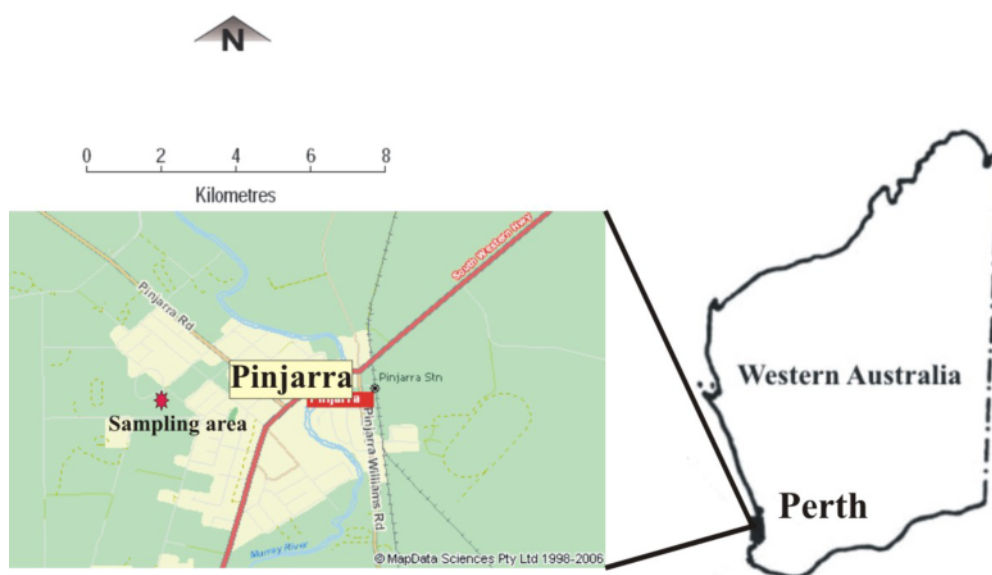 N
0 2 4 6 8
Kilometres
South Western Hwy
Pinjarra Rd
Pinjarra
Pinjarra Stn
Pinjarra
Sampling area
Pinjarra Williams Rd
Murray River
© MapData Sciences Pty Ltd 1998-2006
Western Australia
Perth